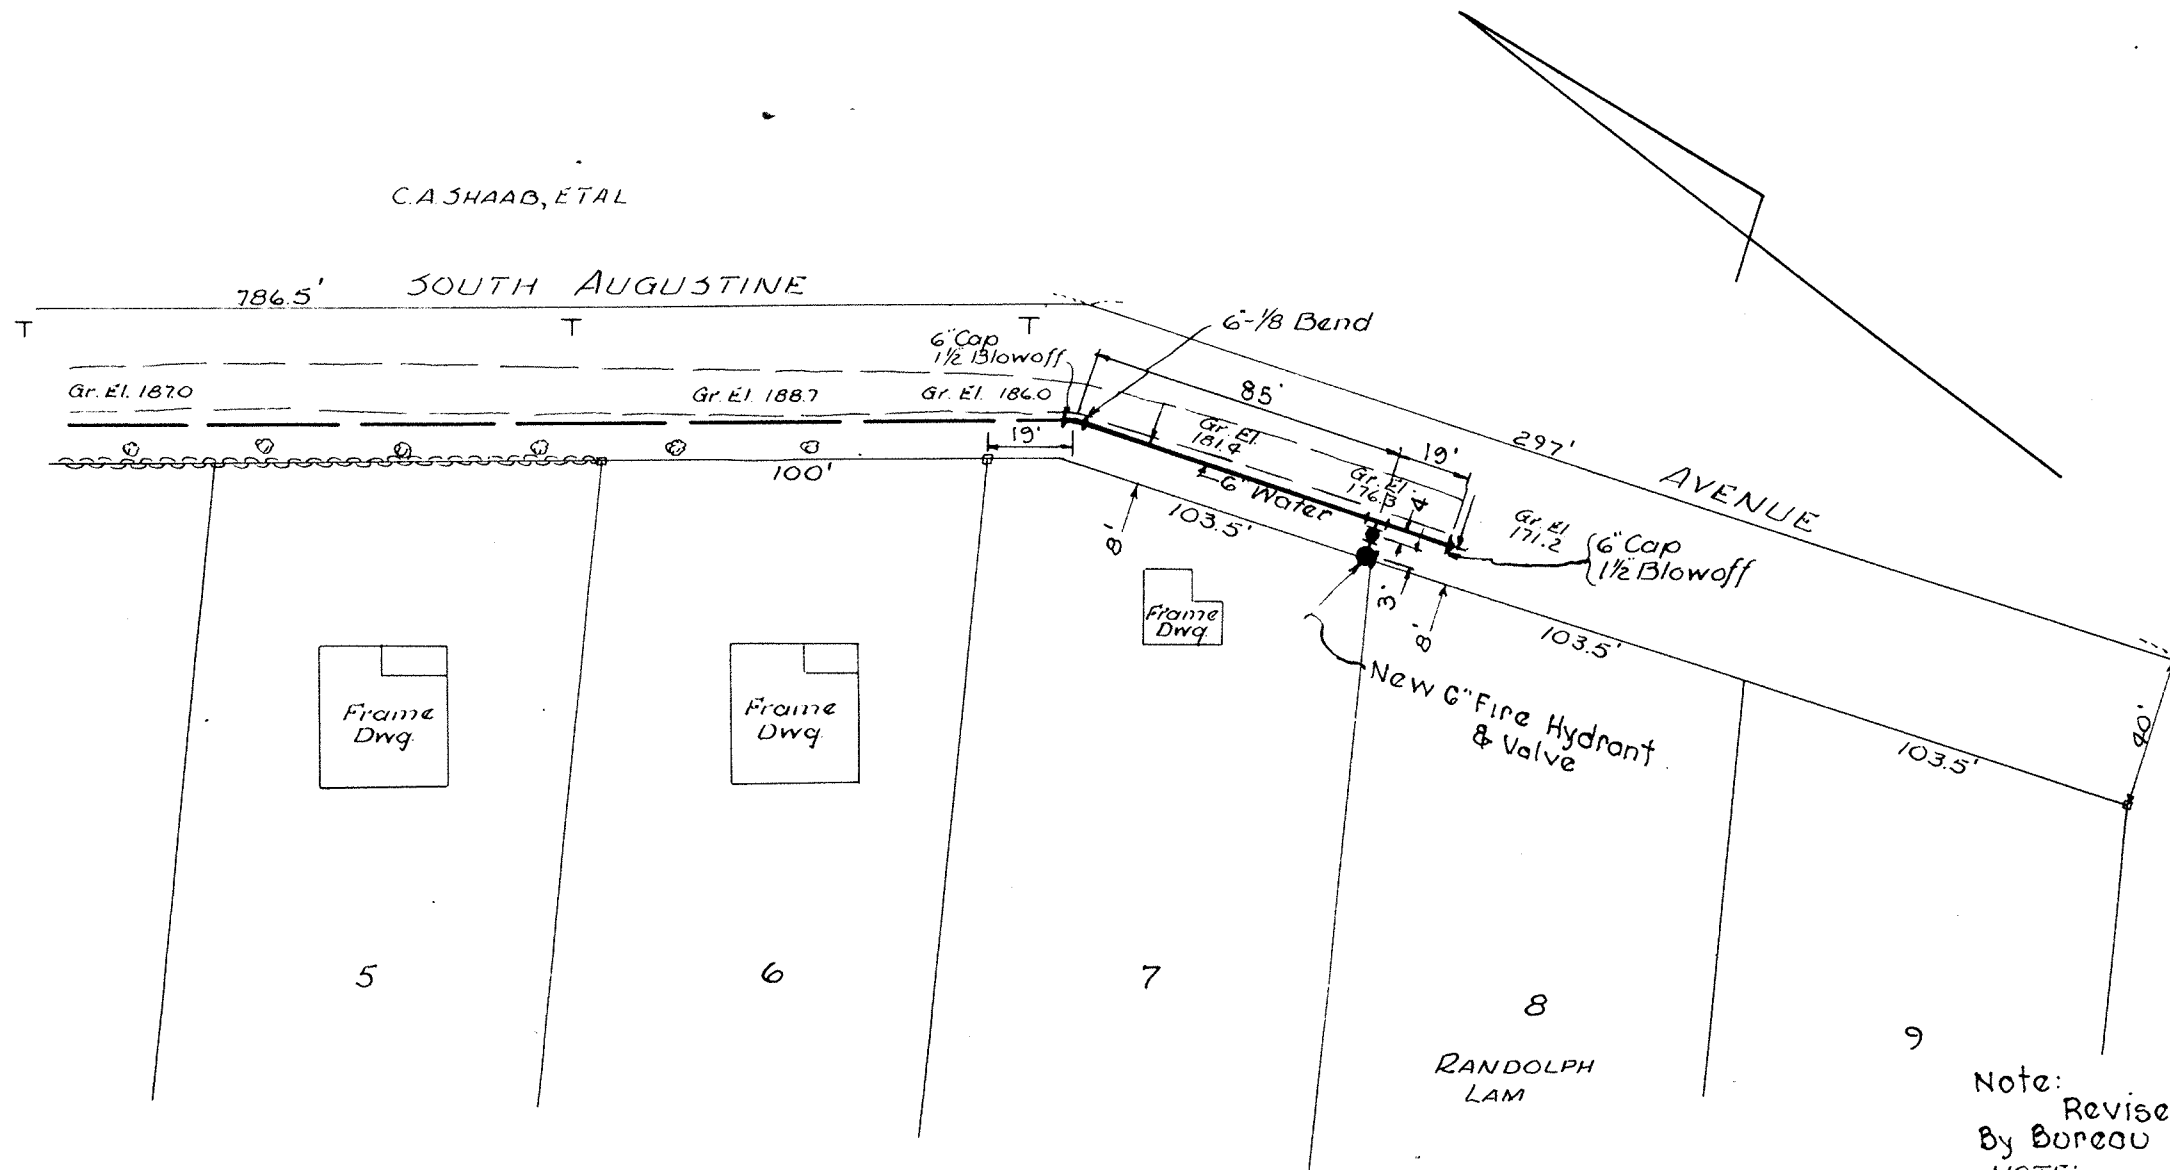 C.A.SHAAB, ETAL
786.5' SOUTH AUGUSTINE
T T T
6"-1/8 Bend
6" Cap
1½" Blowoff
Gr. El. 187.0 Gr. El. 188.7 Gr. El. 186.0
85'
19'
100'
Gr. El.
181.4
6" Water
Gr. El.
176.3
19'
4'
297'
AVENUE
Gr. El.
171.2
6" Cap
1½" Blowoff
8'
103.5'
3'
8'
103.5'
103.5'
40'
New 6" Fire Hydrant
& Valve
Frame
Dwg.
Frame
Dwg.
Frame
Dwg.
5
6
7
8
9
RANDOLPH
LAM
Note:
Revise
By Bureau
NOTE: